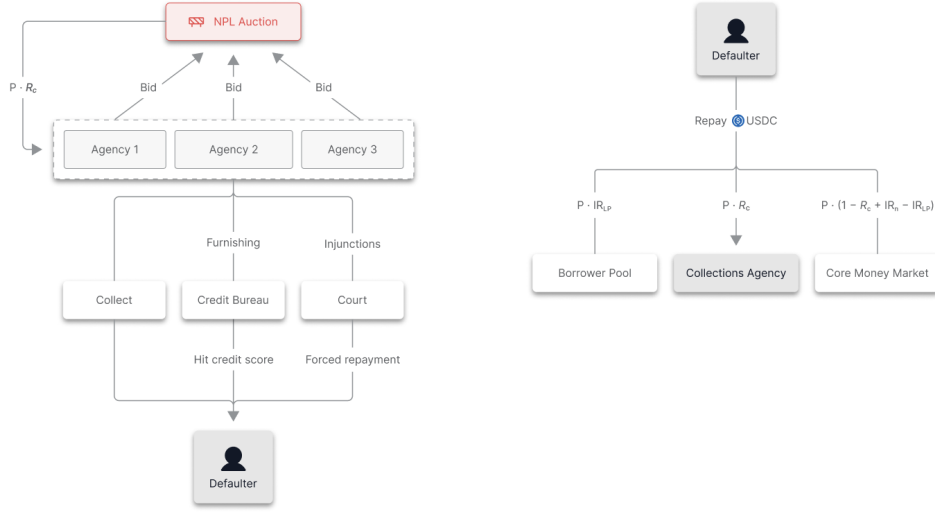 NPL Auction
P · R꜀
Bid
Bid
Bid
Agency 1
Agency 2
Agency 3
Furnishing
Injunctions
Collect
Credit Bureau
Court
Hit credit score
Forced repayment
Defaulter
Defaulter
Repay $ USDC
P · IR_LP
P · R_c
P · (1 − R_c + IR_n − IR_LP)
Borrower Pool
Collections Agency
Core Money Market